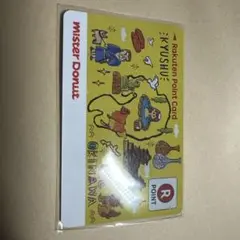 Rakuten Point Card
KYUSHU
OKINAWA
R
POINT
mister Donut